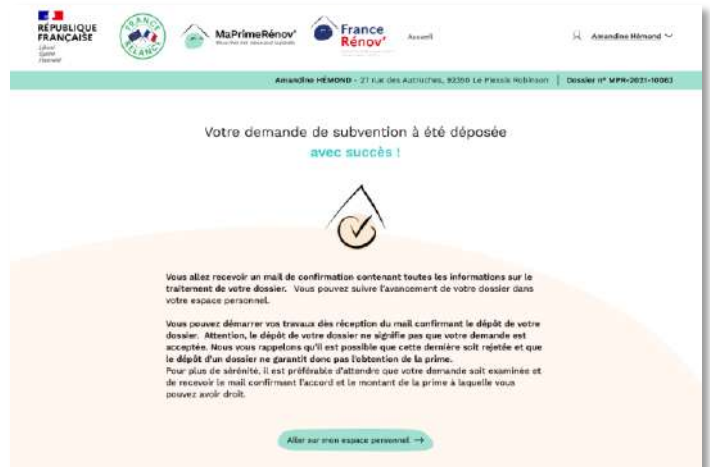 RÉPUBLIQUE
FRANÇAISE
Liberté
Égalité
Fraternité
FRANCE
RELANCE
MaPrimeRénov'
France
Rénov'
Accueil
Amandine Hémond
Amandine HÉMOND - 27 rue des Autruches, 92350 Le Plessis Robinson | Dossier n° MPR-2021-10063
Votre demande de subvention à été déposée
avec succès !
Vous allez recevoir un mail de confirmation contenant toutes les informations sur le
traitement de votre dossier. Vous pouvez suivre l'avancement de votre dossier dans
votre espace personnel.
Vous pouvez démarrer vos travaux dès réception du mail confirmant le dépôt de votre
dossier. Attention, le dépôt de votre dossier ne signifie pas que votre demande est
acceptée. Nous vous rappelons qu'il est possible que cette dernière soit rejetée et que
le dépôt d'un dossier ne garantit donc pas l'obtention de la prime.
Pour plus de sérénité, il est préférable d'attendre que votre demande soit examinée et
de recevoir le mail confirmant l'accord et le montant de la prime à laquelle vous
pouvez avoir droit.
Aller sur mon espace personnel →